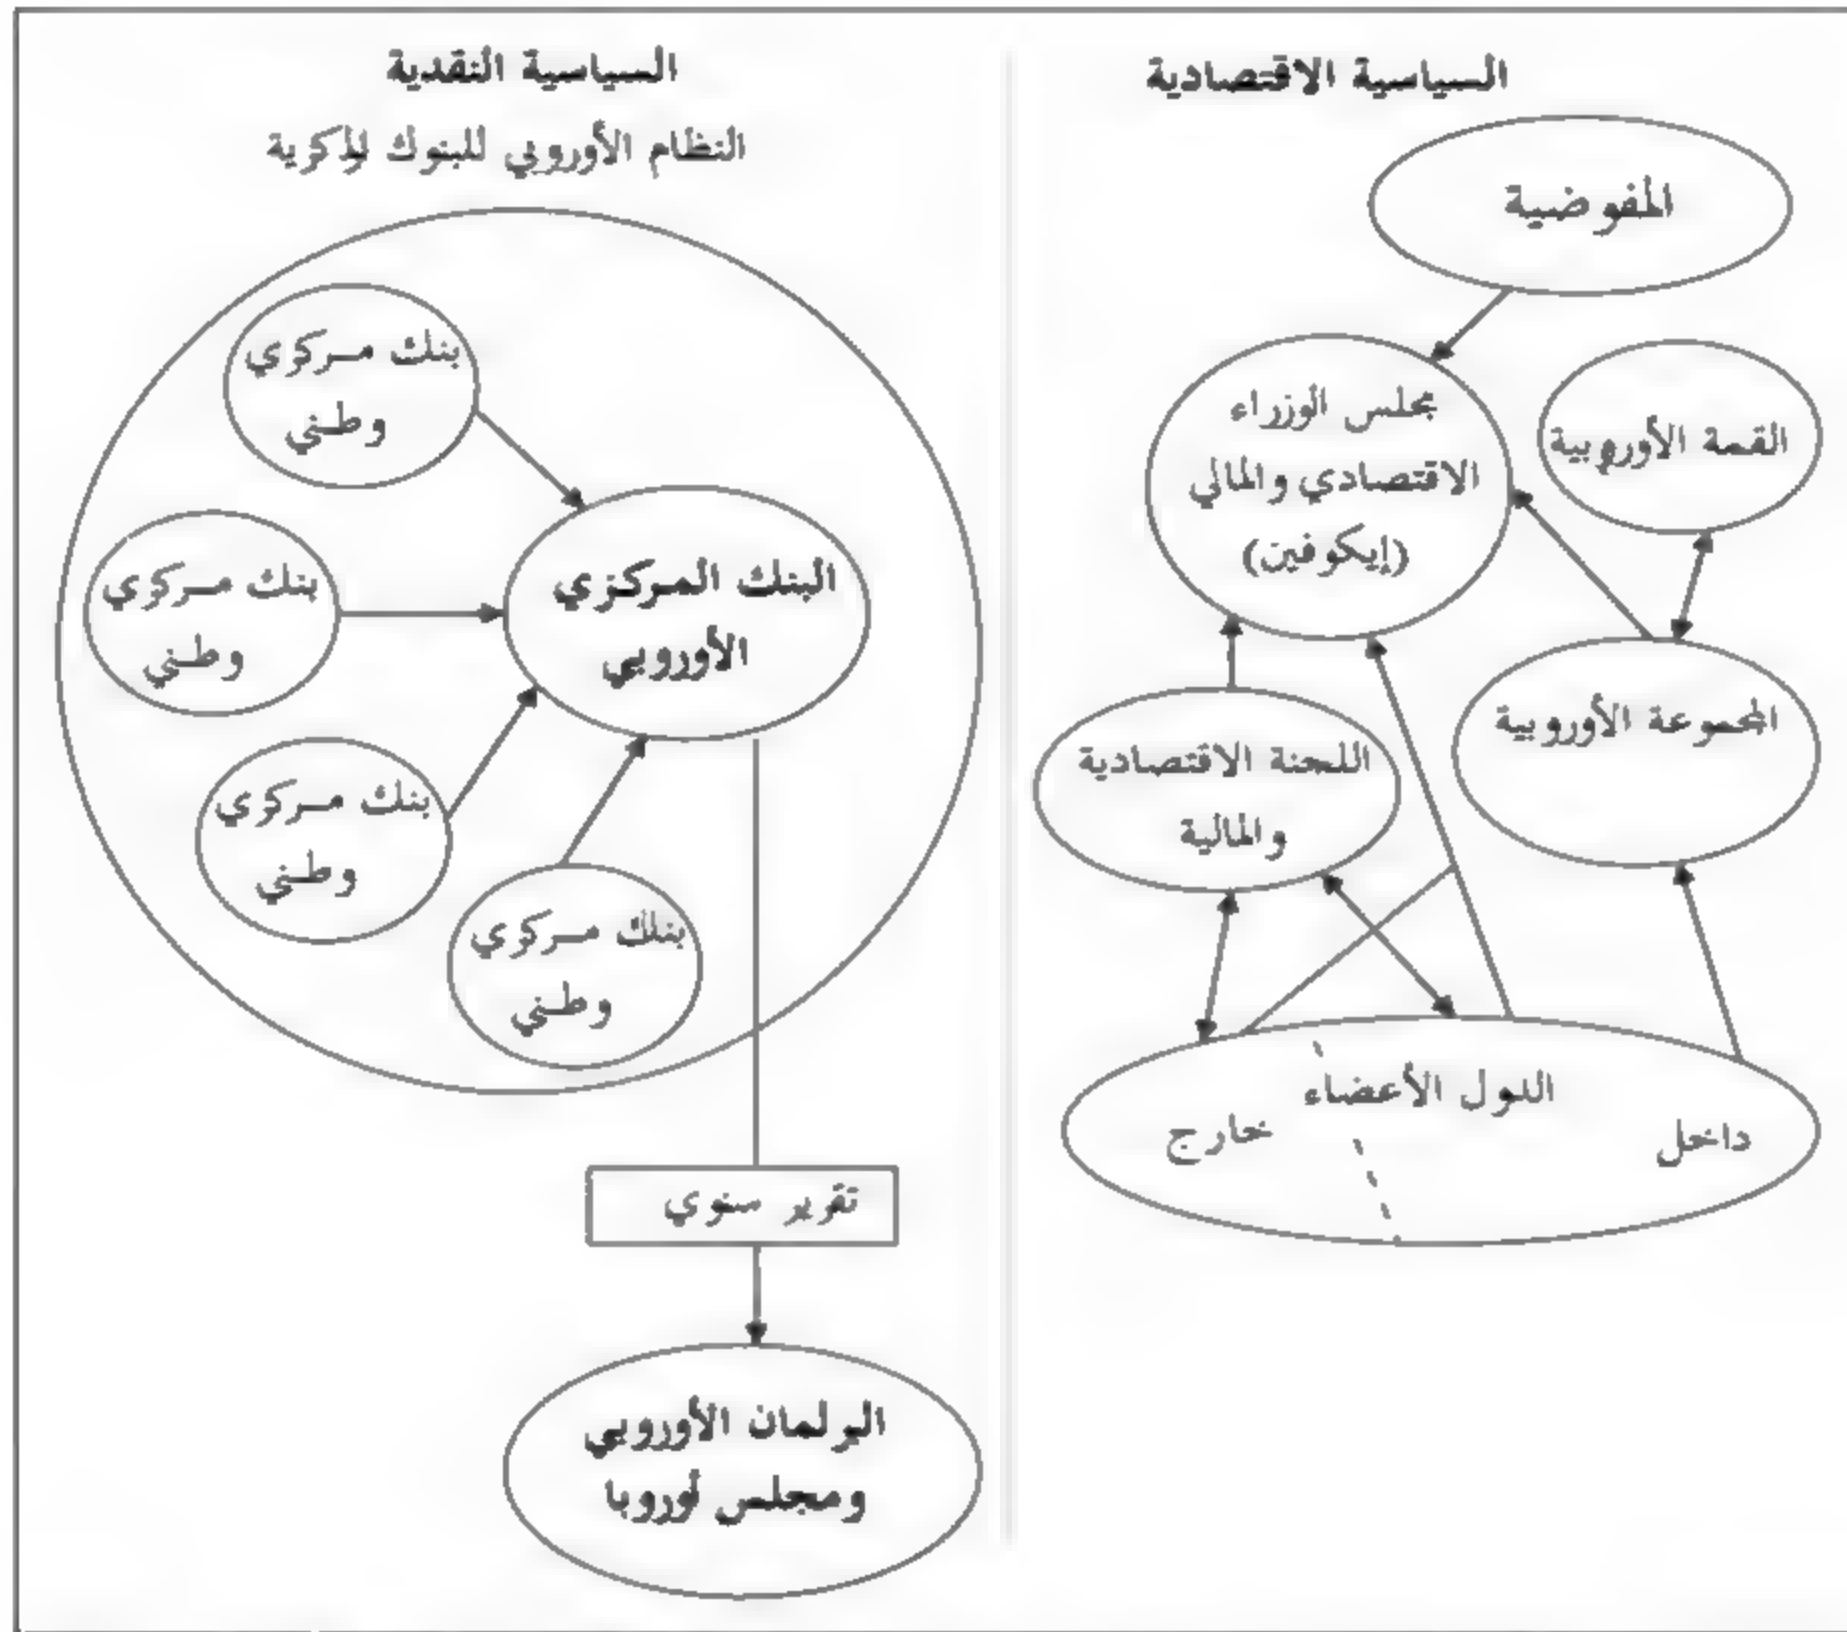 السياسية الاقتصادية
المفوضية
مجلس الوزراء
الاقتصادي والمالي
(إيكوفين)
القمة الأوروبية
المجموعة الأوروبية
اللجنة الاقتصادية
والمالية
الدول الأعضاء
داخل
خارج
السياسية النقدية
النظام الأوروبي للبنوك
بنك مركزي
وطني
بنك مركزي
وطني
بنك مركزي
وطني
بنك مركزي
وطني
البنك المركزي
الأوروبي
تقرير سنوي
البرلمان الأوروبي
ومجلس أوروبا